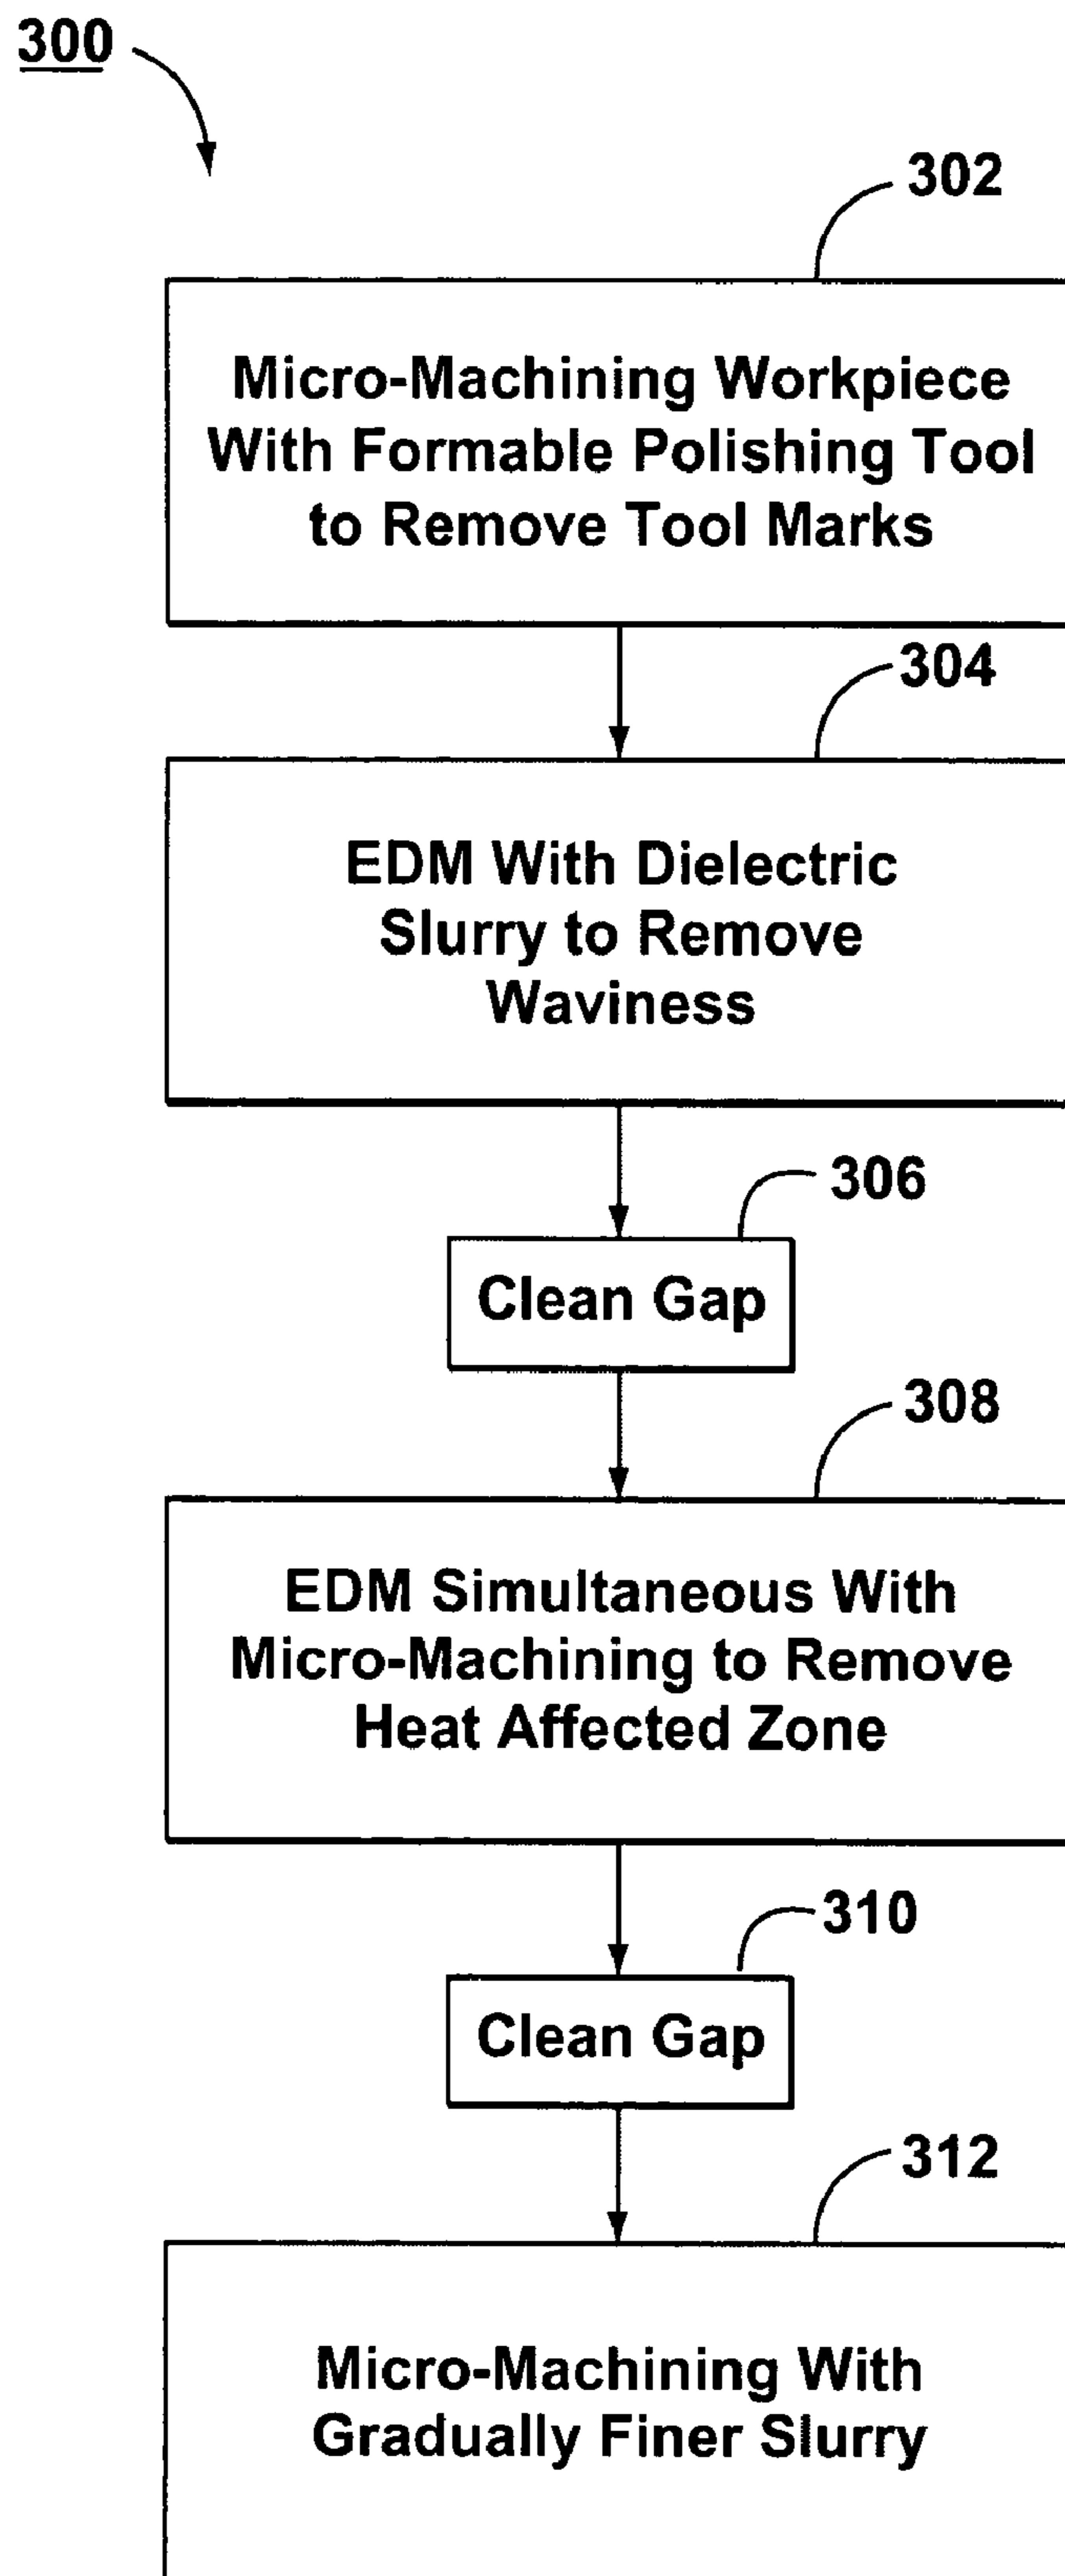 300
302
Micro-Machining Workpiece
With Formable Polishing Tool
to Remove Tool Marks
304
EDM With Dielectric
Slurry to Remove
Waviness
306
Clean Gap
308
EDM Simultaneous With
Micro-Machining to Remove
Heat Affected Zone
310
Clean Gap
312
Micro-Machining With
Gradually Finer Slurry